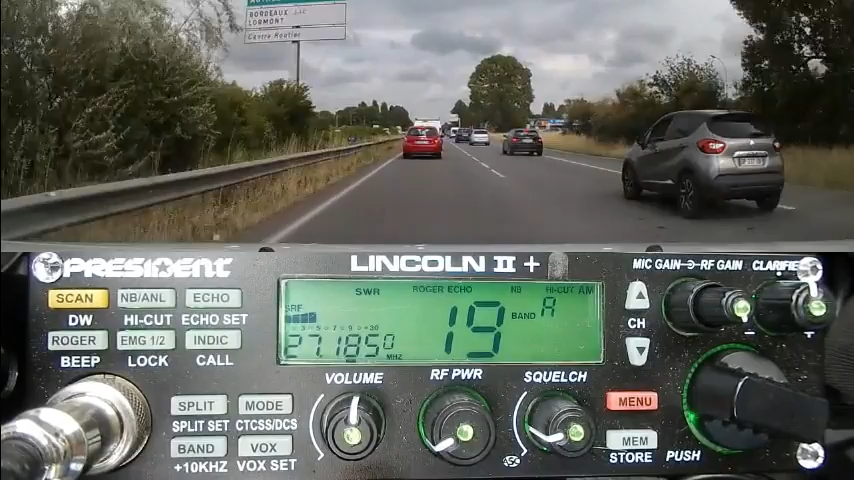 BORDEAUX
LORMONT
Centre Routier
PRESIDENT
LINCOLN II +
MIC GAIN RF GAIN
CLARIFIER
SCAN
NB/ANL
ECHO
DW
HI-CUT
ECHO SET
ROGER
EMG 1/2
INDIC
BEEP
LOCK
CALL
SWR
ROGER ECHO
NB
HI-CUT AM
SRF
19
BAND
A
27.1850
MHZ
CH
VOLUME
RF PWR
SQUELCH
SPLIT
MODE
SPLIT SET
CTCSS/DCS
BAND
VOX
+10KHZ
VOX SET
ASC
MENU
MEM
STORE
PUSH